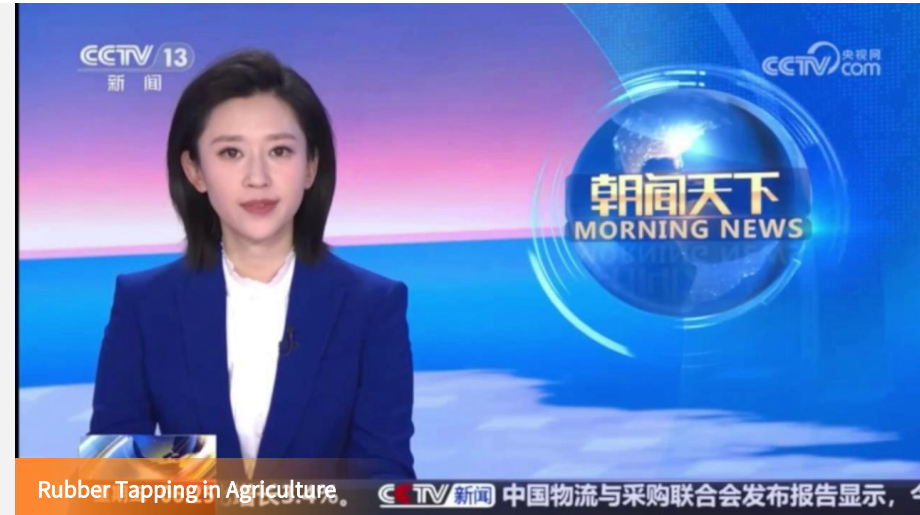 CCTV 13
新闻
央视网
CCTV com
朝闻天下
MORNING NEWS
Rubber Tapping in Agriculture
CCTV 新闻 中国物流与采购联合会发布报告显示，